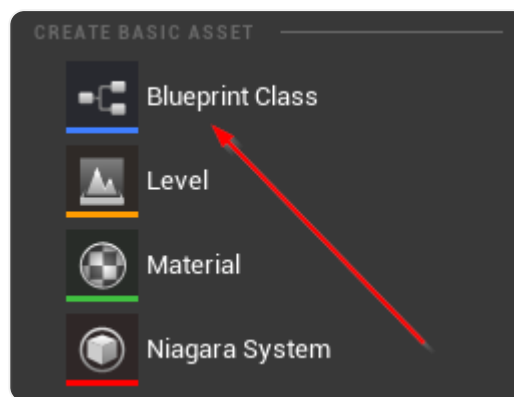 CREATE BASIC ASSET
Blueprint Class
Level
Material
Niagara System